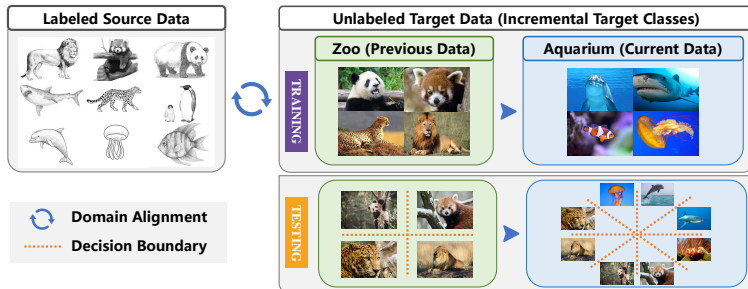 Labeled Source Data
Unlabeled Target Data (Incremental Target Classes)
Zoo (Previous Data)
Aquarium (Current Data)
TRAINING
TESTING
Domain Alignment
Decision Boundary